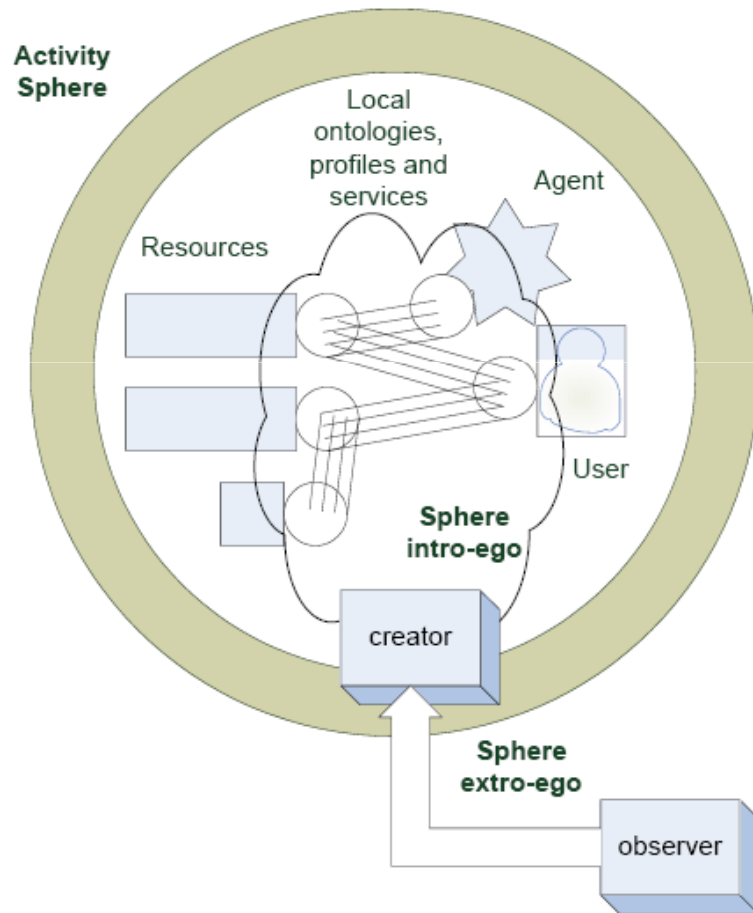 Activity
Sphere
Local
ontologies,
profiles and
services
Agent
Resources
User
Sphere
intro-ego
creator
Sphere
extro-ego
observer